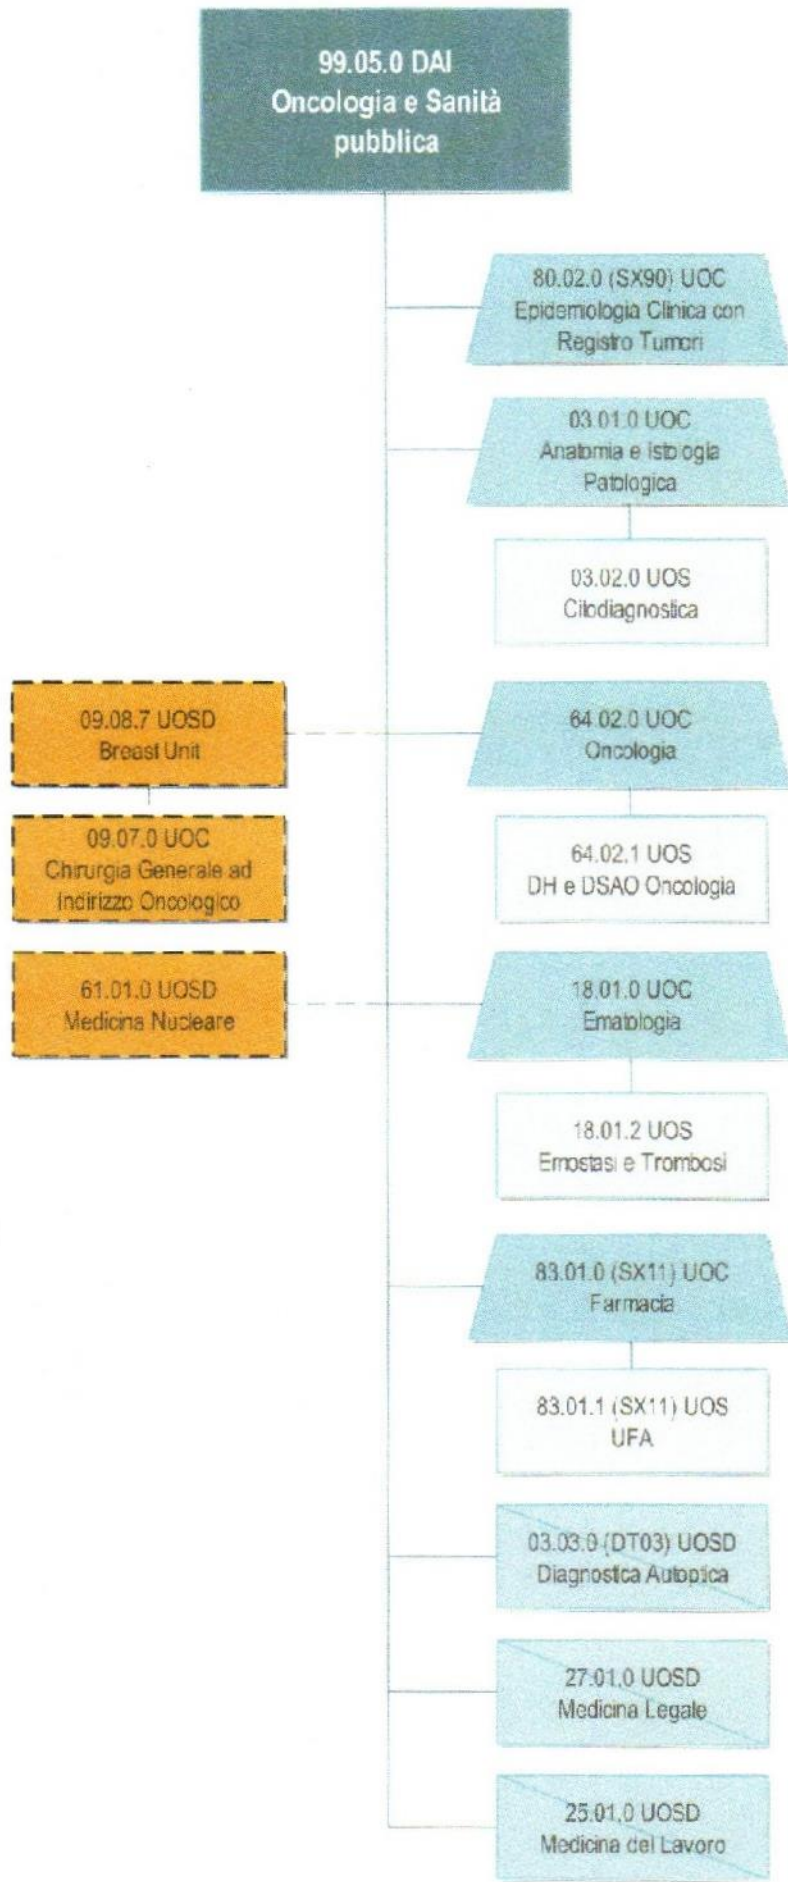 99.05.0 DAI
Oncologia e Sanità
pubblica
80.02.0 (SX90) UOC
Epidemiologia Clinica con
Registro Tumori
03.01.0 UOC
Anatomia e Istologia
Patologica
03.02.0 UOS
Citodiagnostica
09.08.7 UOSD
Breast Unit
64.02.0 UOC
Oncologia
09.07.0 UOC
Chirurgia Generale ad
Indirizzo Oncologico
64.02.1 UOS
DH e DSAO Oncologia
61.01.0 UOSD
Medicina Nucleare
18.01.0 UOC
Ematologia
18.01.2 UOS
Emostasi e Trombosi
83.01.0 (SX11) UOC
Farmacia
83.01.1 (SX11) UOS
UFA
03.03.0 (DT03) UOSD
Diagnostica Autoptica
27.01.0 UOSD
Medicina Legale
25.01.0 UOSD
Medicina del Lavoro